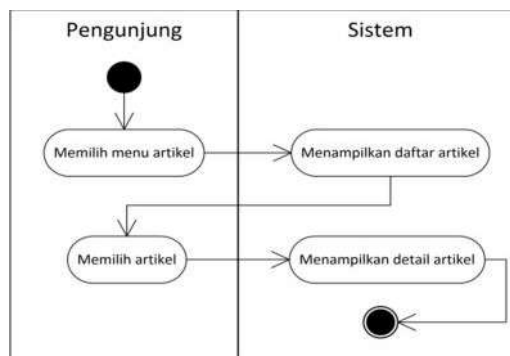 Pengunjung
Sistem
Memilih menu artikel
Menampilkan daftar artikel
Memilih artikel
Menampilkan detail artikel